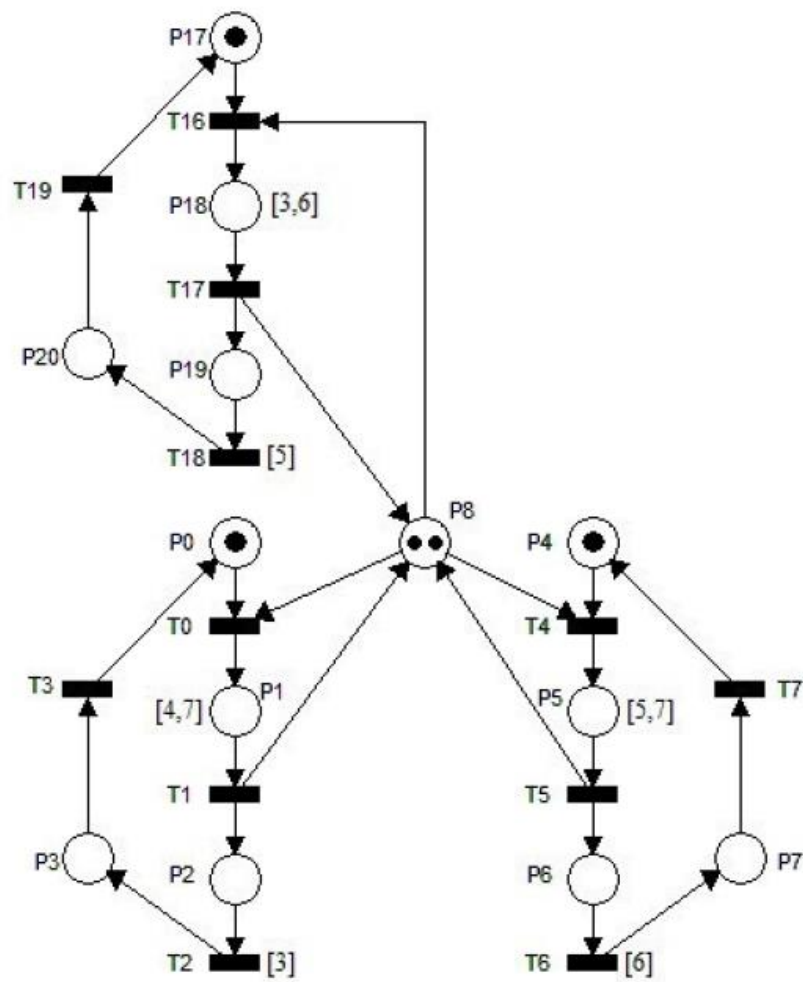 P17
T16
T19
P18 [3,6]
T17
P20
P19
T18 [5]
P8
P0
P4
T0
T4
T3
P1
P5
T7
[4,7]
[5,7]
T1
T5
P3
P2
P6
P7
T2 [3]
T6 [6]